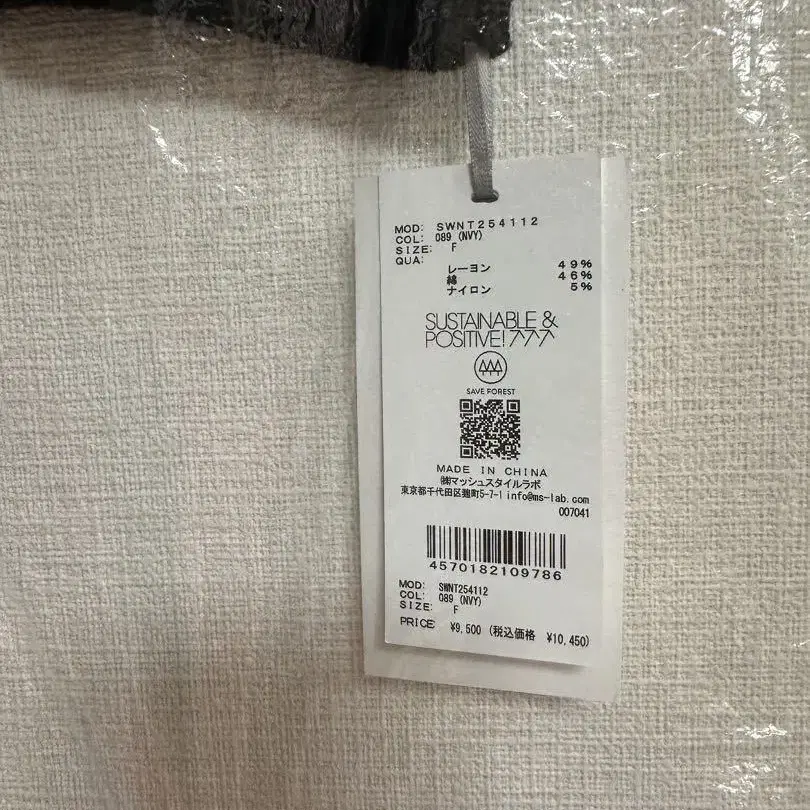 MOD: SWNT254112
COL: 089 (NVY)
SIZE: F
QUA:
レーヨン 49%
綿 46%
ナイロン 5%
SUSTAINABLE &
POSITIVE!
SAVE FOREST
MADE IN CHINA
㈱マッシュスタイルラボ
東京都千代田区麹町5-7-1 info@ms-lab.com
007041
4570182109786
MOD: SWNT254112
COL: 089 (NVY)
SIZE: F
PRICE: ¥9,500 (税込価格 ¥10,450)